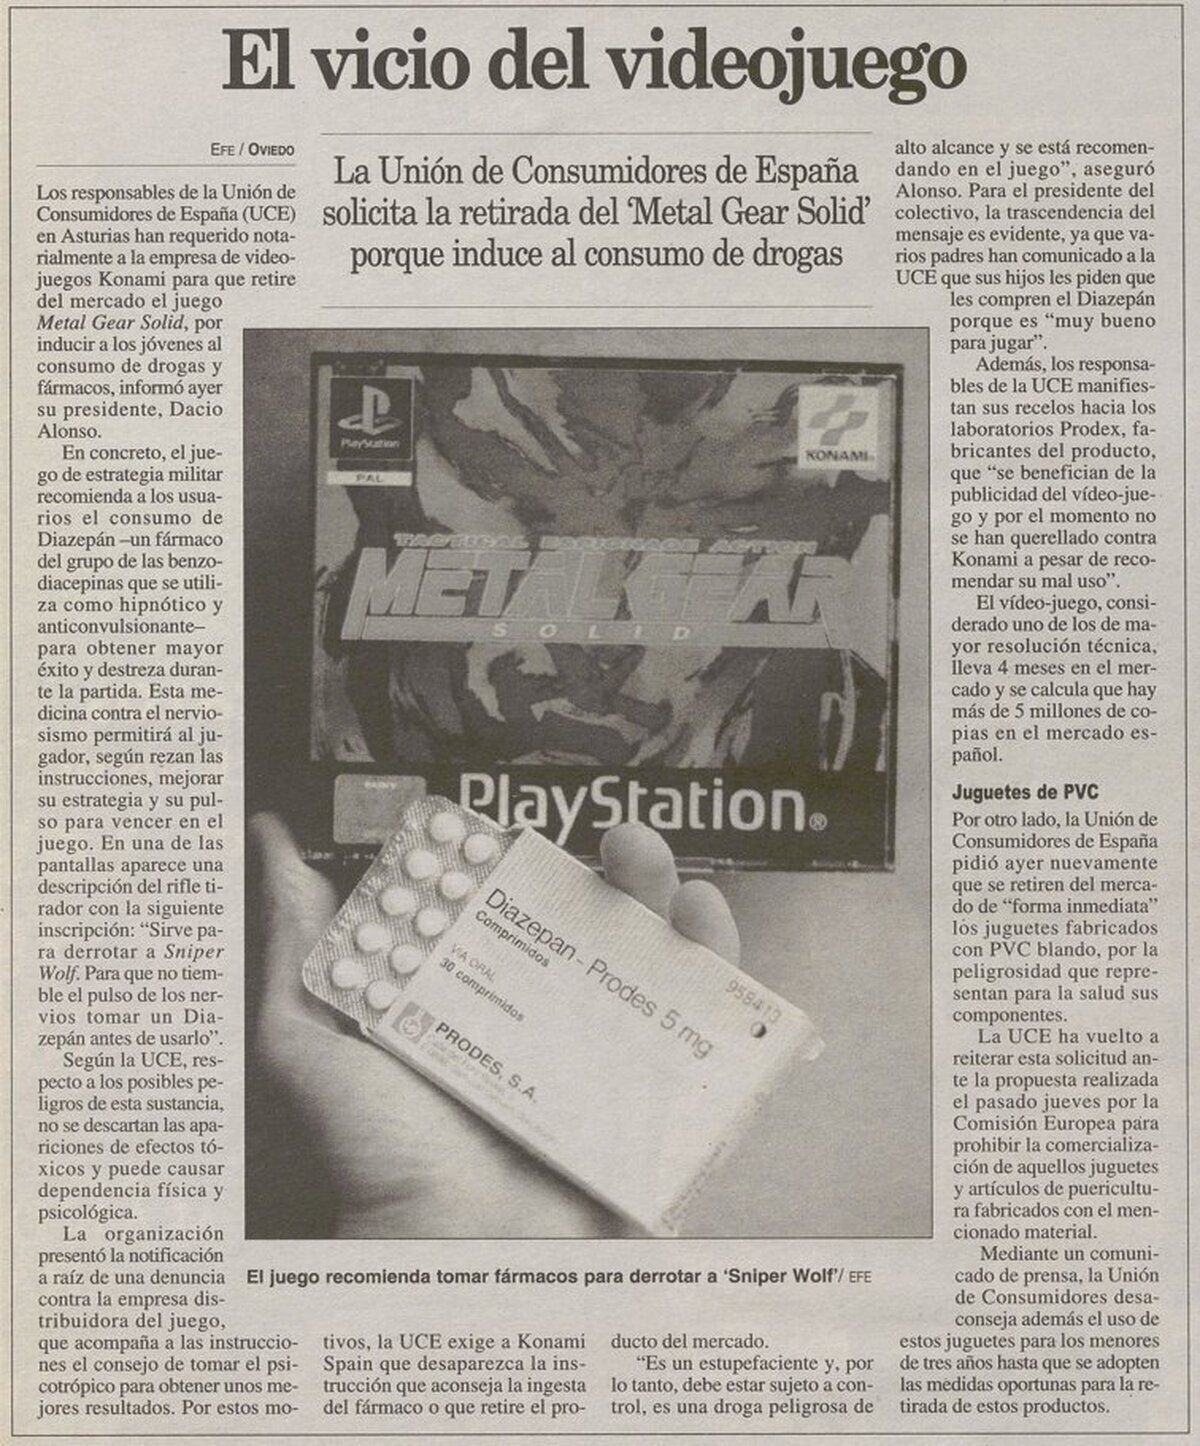 El vicio del videojuego
EFE / OVIEDO
Los responsables de la Unión de
Consumidores de España (UCE)
en Asturias han requerido nota-
rialmente a la empresa de video-
juegos Konami para que retire
del mercado el juego
Metal Gear Solid, por
inducir a los jóvenes al
consumo de drogas y
fármacos, informó ayer
su presidente, Dacio
Alonso.
En concreto, el jue-
go de estrategia militar
recomienda a los usua-
rios el consumo de
Diazepán –un fármaco
del grupo de las benzo-
diacepinas que se utili-
za como hipnótico y
anticonvulsionante–
para obtener mayor
éxito y destreza duran-
te la partida. Esta me-
dicina contra el nervio-
sismo permitirá al ju-
gador, según rezan las
instrucciones, mejorar
su estrategia y su pul-
so para vencer en el
juego. En una de las
pantallas aparece una
descripción del rifle ti-
rador con la siguiente
inscripción: “Sirve pa-
ra derrotar a Sniper
Wolf. Para que no tiem-
ble el pulso de los ner-
vios tomar un Dia-
zepán antes de usarlo”.
Según la UCE, res-
pecto a los posibles pe-
ligros de esta sustancia,
no se descartan las apa-
riciones de efectos tó-
xicos y puede causar
dependencia física y
psicológica.
La organización
presentó la notificación
a raíz de una denuncia
contra la empresa dis-
tribuidora del juego,
que acompaña a las instruccio-
nes el consejo de tomar el psi-
cotrópico para obtener unos me-
jores resultados. Por estos mo-
La Unión de Consumidores de España
solicita la retirada del ‘Metal Gear Solid’
porque induce al consumo de drogas
PlayStation
PAL
KONAMI
TACTICAL ESPIONAGE ACTION
METAL GEAR
SOLID
SONY
PlayStation®
Diazepan - Prodes 5 mg
Comprimidos
VIA ORAL
30 comprimidos
958413
PRODES, S.A.
El juego recomienda tomar fármacos para derrotar a ‘Sniper Wolf’/ EFE
tivos, la UCE exige a Konami
Spain que desaparezca la ins-
trucción que aconseja la ingesta
del fármaco o que retire el pro-
ducto del mercado.
“Es un estupefaciente y, por
lo tanto, debe estar sujeto a con-
trol, es una droga peligrosa de
alto alcance y se está recomen-
dando en el juego”, aseguró
Alonso. Para el presidente del
colectivo, la trascendencia del
mensaje es evidente, ya que va-
rios padres han comunicado a la
UCE que sus hijos les piden que
les compren el Diazepán
porque es “muy bueno
para jugar”.
Además, los responsa-
bles de la UCE manifies-
tan sus recelos hacia los
laboratorios Prodex, fa-
bricantes del producto,
que “se benefician de la
publicidad del vídeo-jue-
go y por el momento no
se han querellado contra
Konami a pesar de reco-
mendar su mal uso”.
El vídeo-juego, consi-
derado uno de los de ma-
yor resolución técnica,
lleva 4 meses en el mer-
cado y se calcula que hay
más de 5 millones de co-
pias en el mercado es-
pañol.
Juguetes de PVC
Por otro lado, la Unión de
Consumidores de España
pidió ayer nuevamente
que se retiren del merca-
do de “forma inmediata”
los juguetes fabricados
con PVC blando, por la
peligrosidad que repre-
sentan para la salud sus
componentes.
La UCE ha vuelto a
reiterar esta solicitud an-
te la propuesta realizada
el pasado jueves por la
Comisión Europea para
prohibir la comercializa-
ción de aquellos juguetes
y artículos de puericultu-
ra fabricados con el men-
cionado material.
Mediante un comuni-
cado de prensa, la Unión
de Consumidores desa-
conseja además el uso de
estos juguetes para los menores
de tres años hasta que se adopten
las medidas oportunas para la re-
tirada de estos productos.